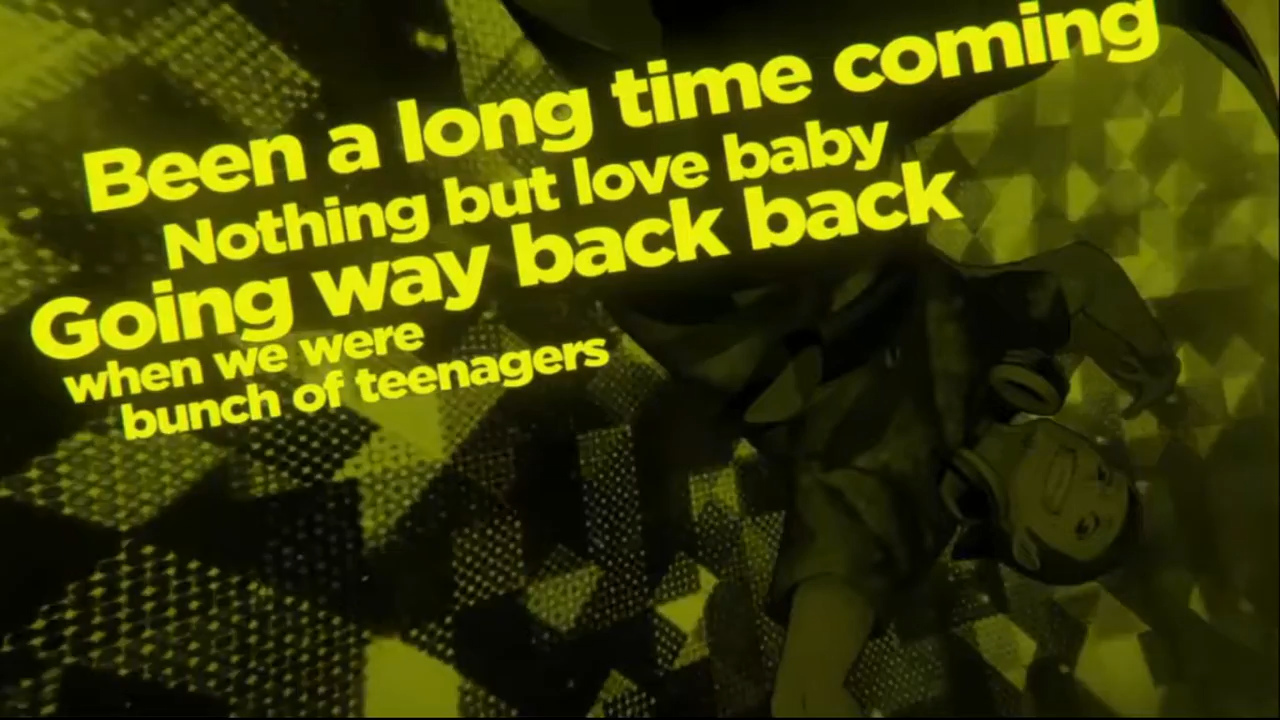 Been a long time coming
Nothing but love baby
Going way back back
when we were
bunch of teenagers